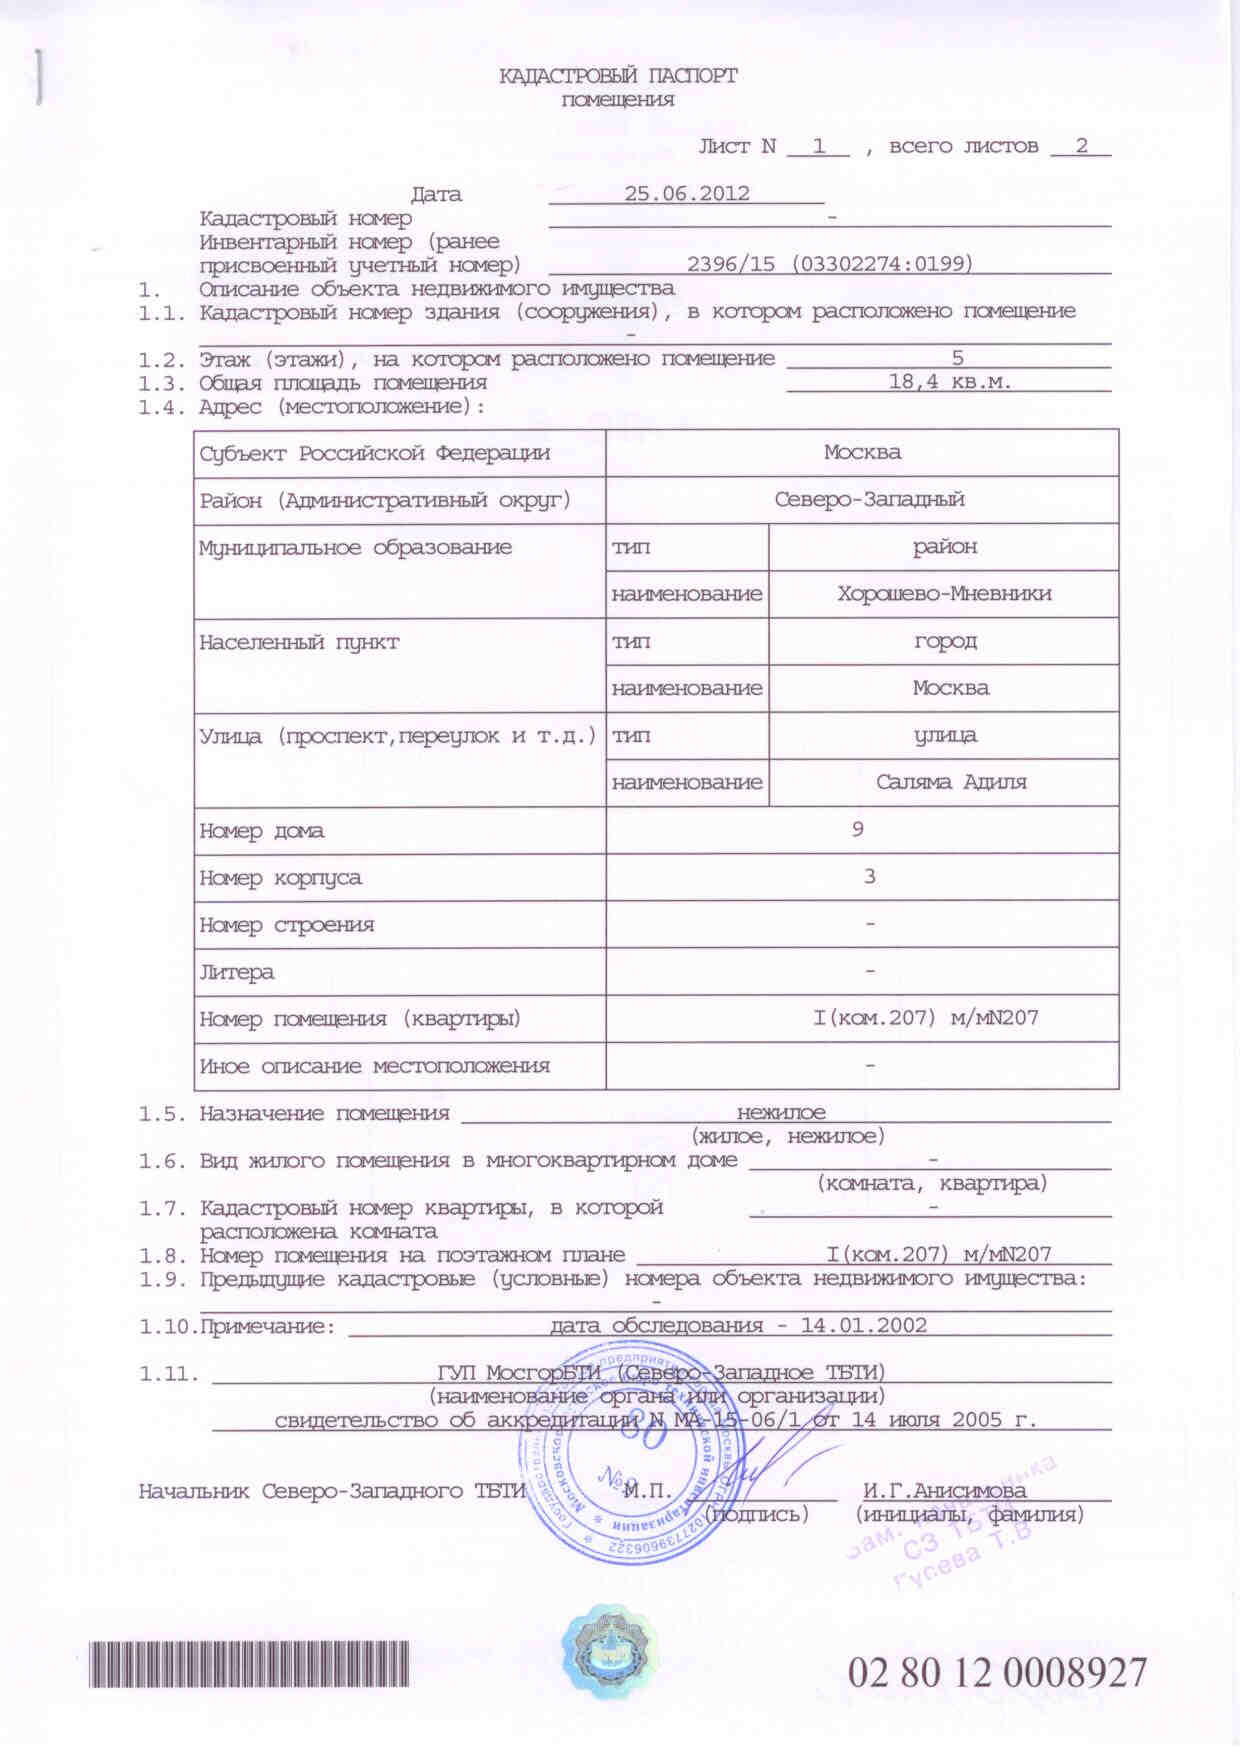 КАДАСТРОВЫЙ ПАСПОРТ
помещения
Лист N 1 , всего листов 2
Дата 25.06.2012
Кадастровый номер -
Инвентарный номер (ранее
присвоенный учетный номер) 2396/15 (03302274:0199)
1. Описание объекта недвижимого имущества
1.1. Кадастровый номер здания (сооружения), в котором расположено помещение
-
1.2. Этаж (этажи), на котором расположено помещение 5
1.3. Общая площадь помещения 18,4 кв.м.
1.4. Адрес (местоположение):
Субъект Российской Федерации Москва
Район (Административный округ) Северо-Западный
Муниципальное образование тип район
наименование Хорошево-Мневники
Населенный пункт тип город
наименование Москва
Улица (проспект,переулок и т.д.) тип улица
наименование Саляма Адиля
Номер дома 9
Номер корпуса 3
Номер строения -
Литера -
Номер помещения (квартиры) I(ком.207) м/мN207
Иное описание местоположения -
1.5. Назначение помещения нежилое
(жилое, нежилое)
1.6. Вид жилого помещения в многоквартирном доме -
(комната, квартира)
1.7. Кадастровый номер квартиры, в которой -
расположена комната
1.8. Номер помещения на поэтажном плане I(ком.207) м/мN207
1.9. Предыдущие кадастровые (условные) номера объекта недвижимого имущества:
-
1.10.Примечание: дата обследования - 14.01.2002
1.11. ГУП МосгорБТИ (Северо-Западное ТБТИ)
(наименование органа или организации)
свидетельство об аккредитации N МА-15-06/1 от 14 июля 2005 г.
80
Начальник Северо-Западного ТБТИ М.П. И.Г.Анисимова
(подпись) (инициалы, фамилия)
Зам. начальника
СЗ ТБТИ
Гусева Т.В
02 80 12 0008927